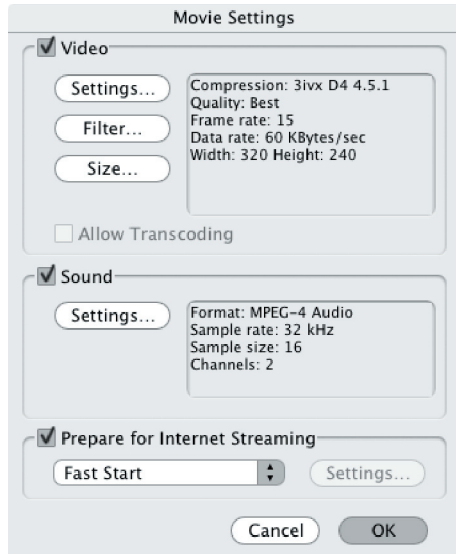 Movie Settings
Video
Settings...
Filter...
Size...
Compression: 3ivx D4 4.5.1
Quality: Best
Frame rate: 15
Data rate: 60 KBytes/sec
Width: 320 Height: 240
Allow Transcoding
Sound
Settings...
Format: MPEG-4 Audio
Sample rate: 32 kHz
Sample size: 16
Channels: 2
Prepare for Internet Streaming
Fast Start
Settings...
Cancel
OK